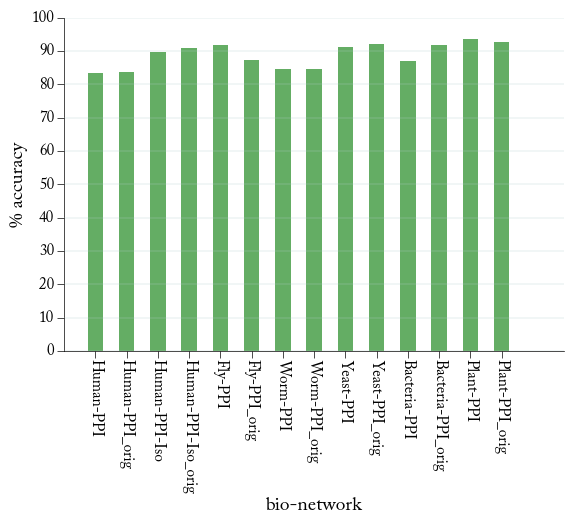 100
90
80
70
60
50
40
30
20
10
0
% accuracy
Human-PPI
Human-PPI_orig
Human-PPI-Iso
Human-PPI-Iso_orig
Fly-PPI
Fly-PPI_orig
Worm-PPI
Worm-PPI_orig
Yeast-PPI
Yeast-PPI_orig
Bacteria-PPI
Bacteria-PPI_orig
Plant-PPI
Plant-PPI_orig
bio-network